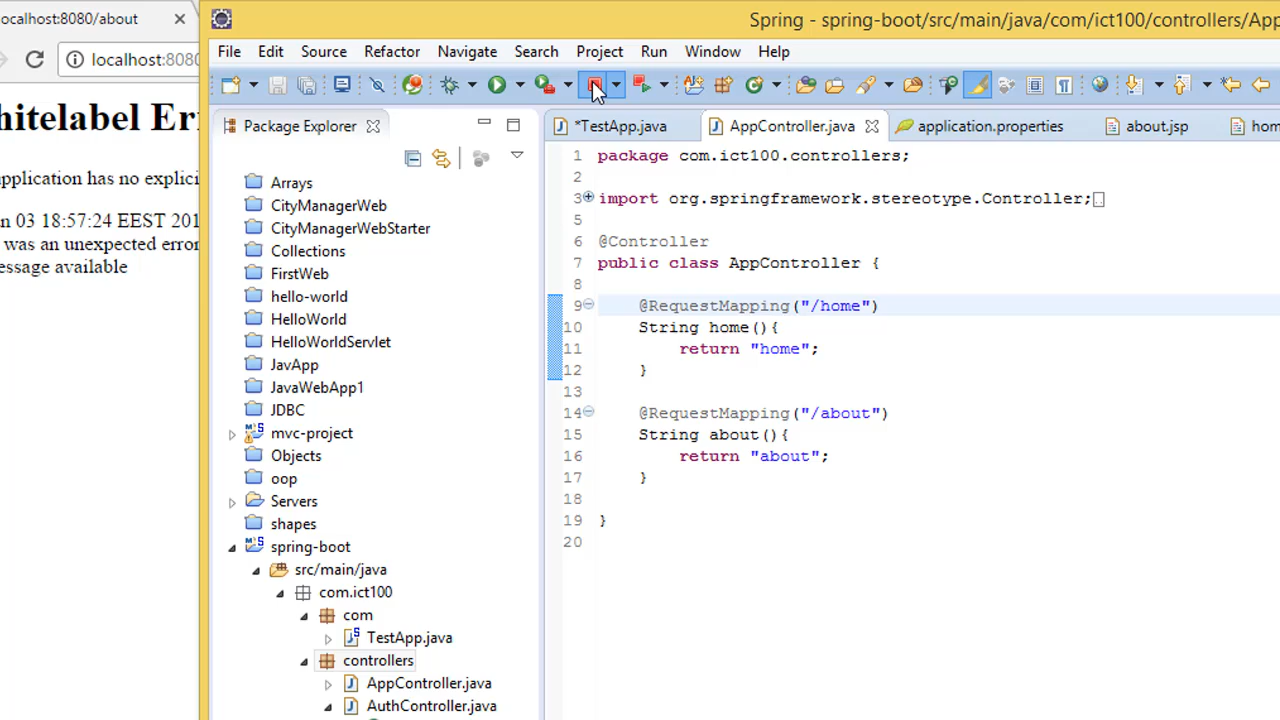 ocalhost:8080/about
localhost:8080
hitelabel Er
application has no explici
n 03 18:57:24 EEST 201
was an unexpected error
essage available
Spring - spring-boot/src/main/java/com/ict100/controllers/App
File Edit Source Refactor Navigate Search Project Run Window Help
Package Explorer
*TestApp.java AppController.java application.properties about.jsp hom
Arrays
CityManagerWeb
CityManagerWebStarter
Collections
FirstWeb
hello-world
HelloWorld
HelloWorldServlet
JavApp
JavaWebApp1
JDBC
mvc-project
Objects
oop
Servers
shapes
spring-boot
src/main/java
com.ict100
com
TestApp.java
controllers
AppController.java
AuthController.java
1 package com.ict100.controllers;
2
3 import org.springframework.stereotype.Controller;
5
6 @Controller
7 public class AppController {
8
9 @RequestMapping("/home")
10 String home(){
11 return "home";
12 }
13
14 @RequestMapping("/about")
15 String about(){
16 return "about";
17 }
18
19 }
20